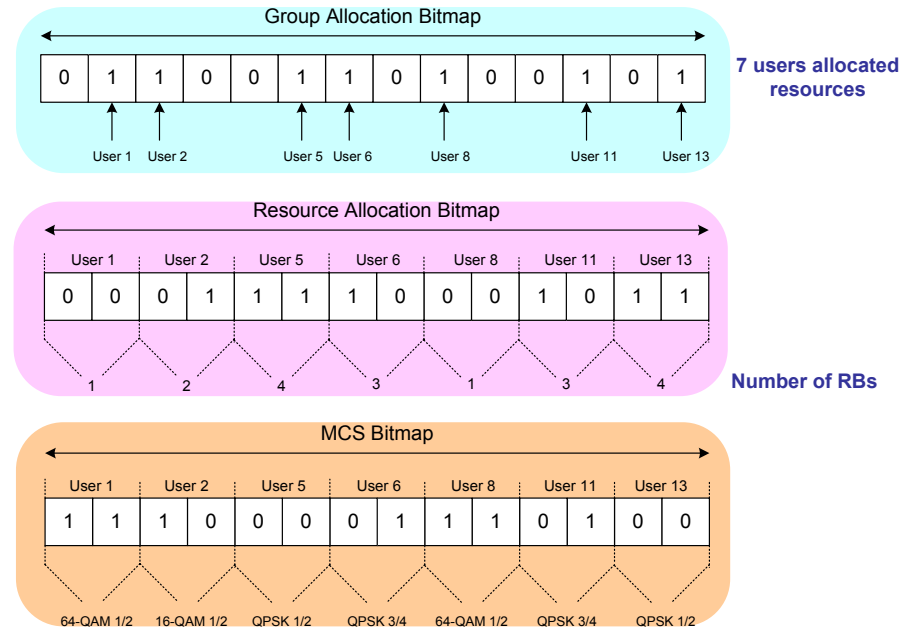 Group Allocation Bitmap
0 1 1 0 0 1 1 0 1 0 0 1 0 1
7 users allocated
resources
User 1 User 2 User 5 User 6 User 8 User 11 User 13
Resource Allocation Bitmap
User 1 User 2 User 5 User 6 User 8 User 11 User 13
0 0 0 1 1 1 1 0 0 0 1 0 1 1
1 2 4 3 1 3 4
Number of RBs
MCS Bitmap
User 1 User 2 User 5 User 6 User 8 User 11 User 13
1 1 1 0 0 0 0 1 1 1 0 1 0 0
64-QAM 1/2 16-QAM 1/2 QPSK 1/2 QPSK 3/4 64-QAM 1/2 QPSK 3/4 QPSK 1/2